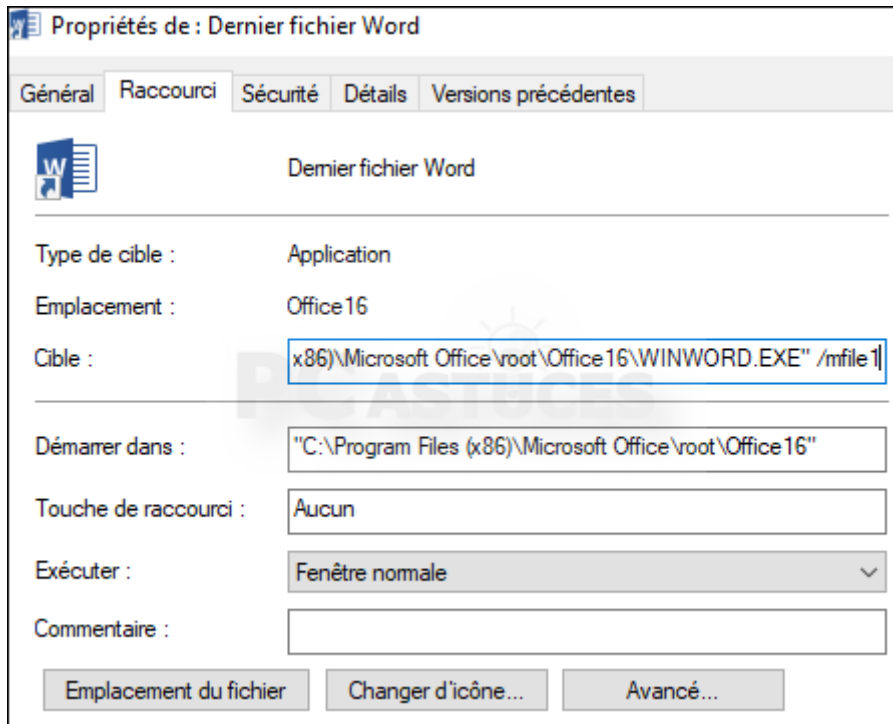 Propriétés de : Dernier fichier Word
Général Raccourci Sécurité Détails Versions précédentes
Dernier fichier Word
Type de cible : Application
Emplacement : Office16
Cible : x86)\Microsoft Office\root\Office16\WINWORD.EXE" /mfile1
PC ASTUCES
Démarrer dans : "C:\Program Files (x86)\Microsoft Office\root\Office16"
Touche de raccourci : Aucun
Exécuter : Fenêtre normale
Commentaire :
Emplacement du fichier Changer d'icône... Avancé...